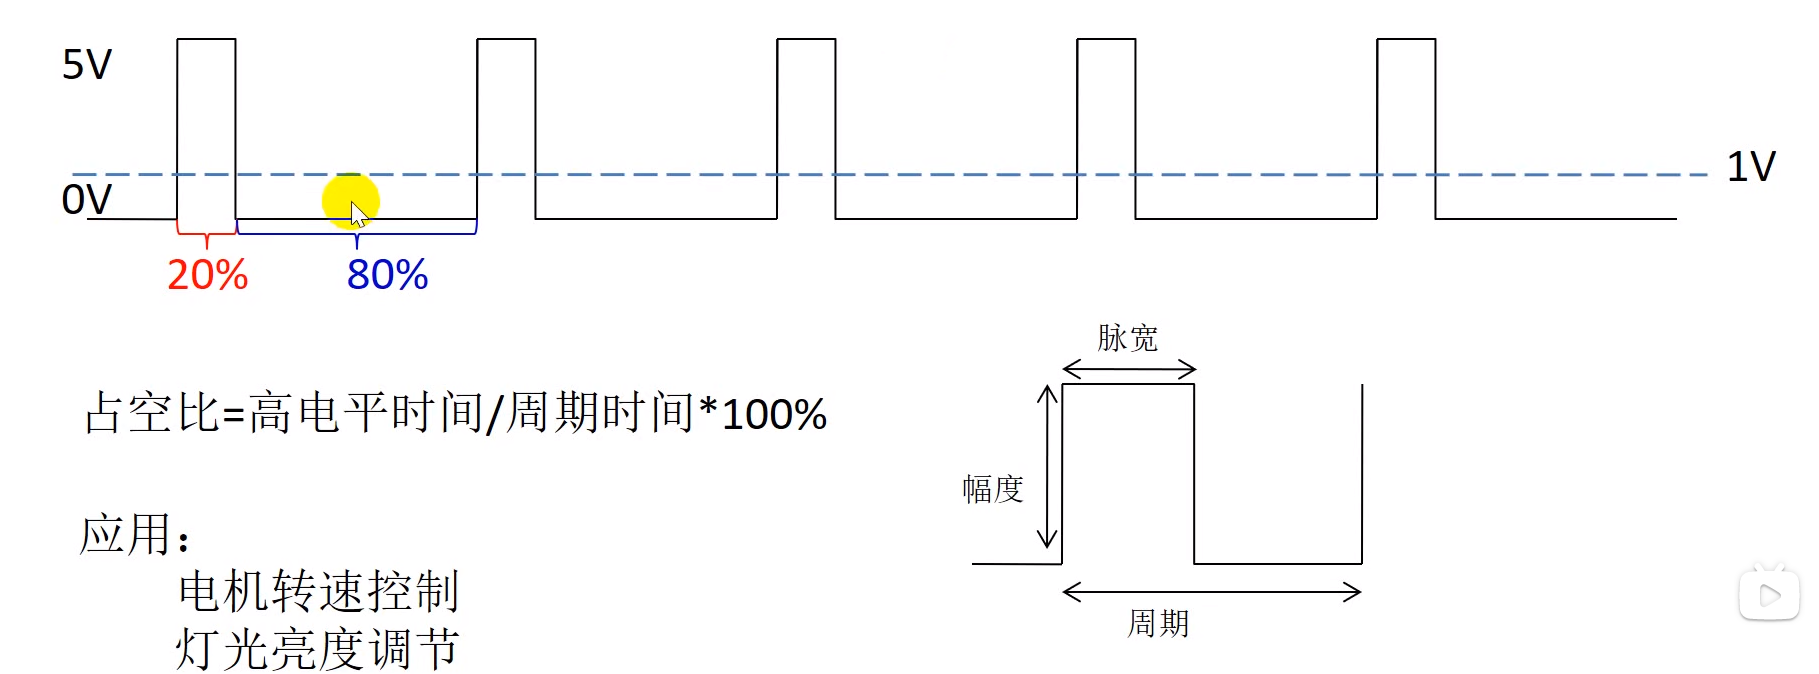 5V
1V
0V
20%
80%
脉宽
占空比=高电平时间/周期时间*100%
幅度
应用：
电机转速控制
周期
灯光亮度调节